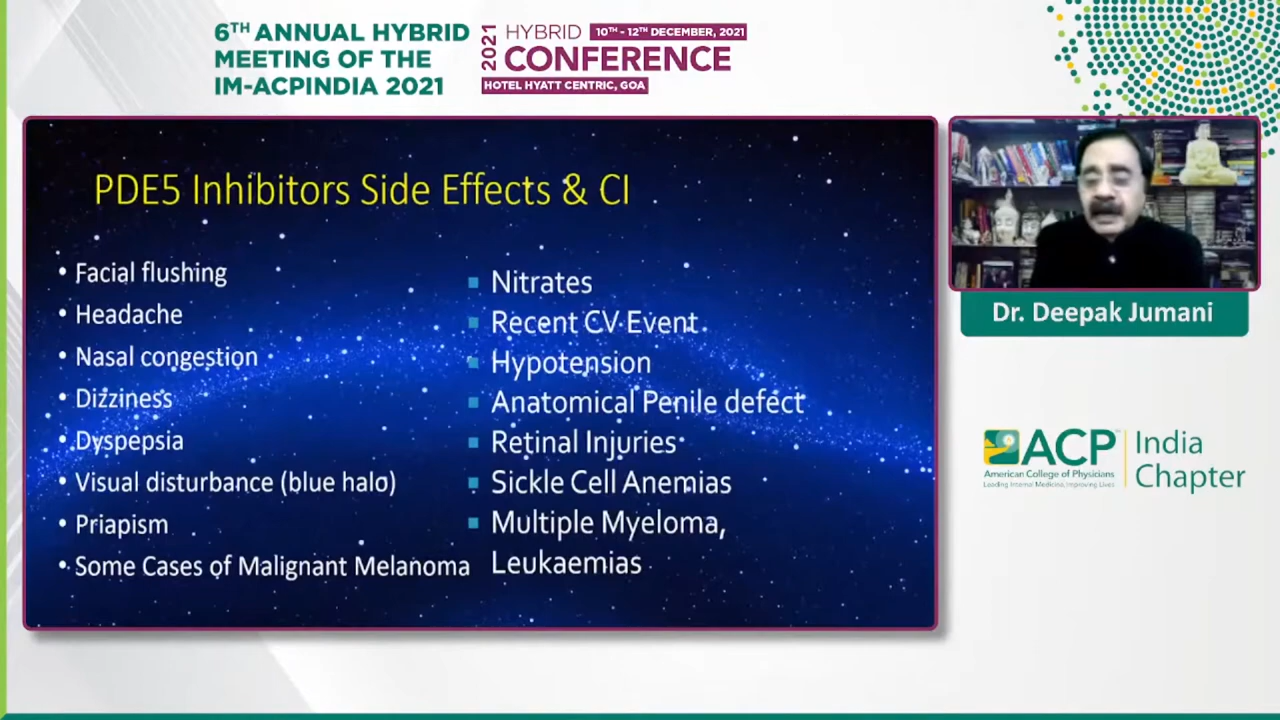 6TH ANNUAL HYBRID
MEETING OF THE
IM-ACPINDIA 2021
2021
HYBRID
10TH - 12TH DECEMBER, 2021
CONFERENCE
HOTEL HYATT CENTRIC, GOA
PDE5 Inhibitors Side Effects & CI
• Facial flushing
• Headache
• Nasal congestion
• Dizziness
• Dyspepsia
• Visual disturbance (blue halo)
• Priapism
• Some Cases of Malignant Melanoma
▪ Nitrates
▪ Recent CV Event
▪ Hypotension
▪ Anatomical Penile defect
▪ Retinal Injuries
▪ Sickle Cell Anemias
▪ Multiple Myeloma,
Leukaemias
Dr. Deepak Jumani
ACP
American College of Physicians
Leading Internal Medicine, Improving Lives
India
Chapter